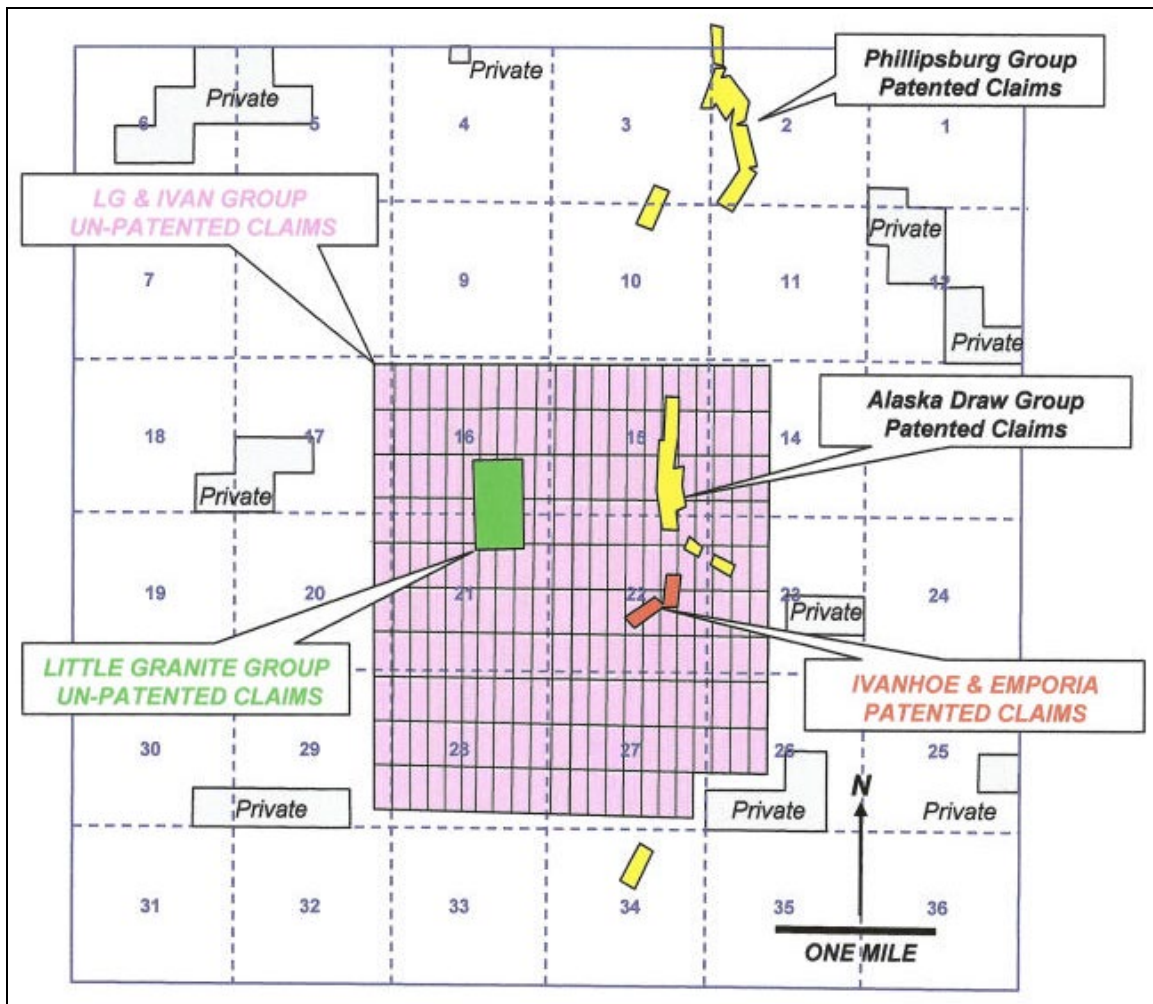 Phillipsburg Group
Patented Claims
Private
Private
6
5
4
3
2
1
LG & IVAN GROUP
UN-PATENTED CLAIMS
Private
7
9
10
11
12
Private
Alaska Draw Group
Patented Claims
18
17
16
15
14
Private
19
20
21
22
23
24
Private
LITTLE GRANITE GROUP
UN-PATENTED CLAIMS
IVANHOE & EMPORIA
PATENTED CLAIMS
30
29
28
27
26
25
N
Private
Private
Private
31
32
33
34
35
36
ONE MILE